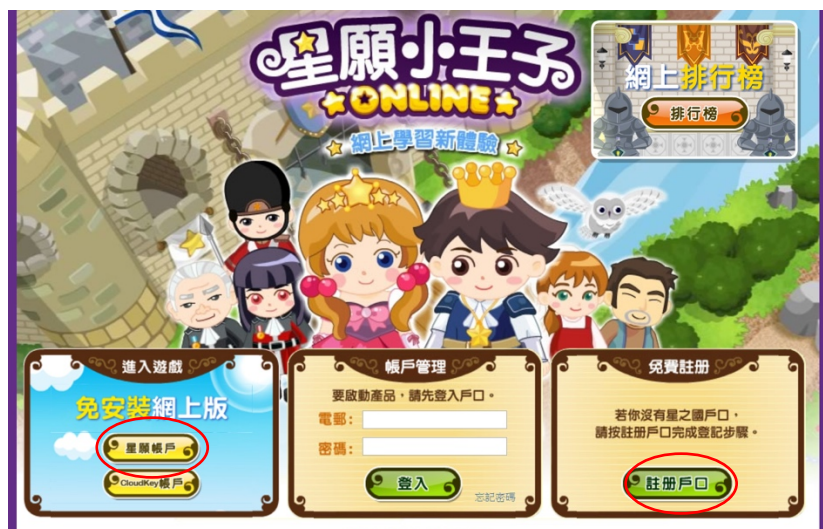 星願小王子
ONLINE
網上學習新體驗
網上排行榜
排行榜
進入遊戲
免安裝網上版
星願帳戶
CloudKey帳戶
帳戶管理
要啟動產品，請先登入戶口。
電郵：
密碼：
登入
忘記密碼
免費註册
若你沒有星之國戶口，
請按註册戶口完成登記步驟。
註册戶口